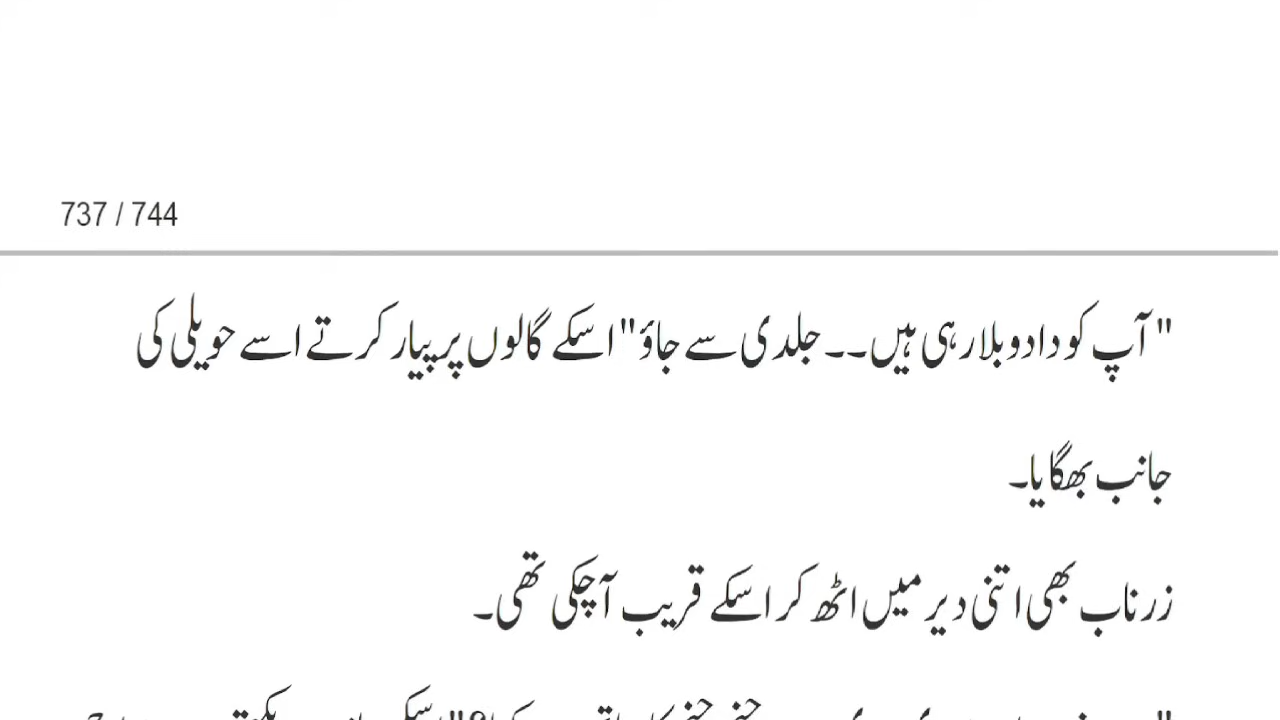 737 / 744
" آپ کو دادو بلا رہی ہیں۔۔ جلدی سے جاؤ" اسکے گالوں پر پیار کرتے اسے حویلی کی
جانب بھگایا۔
زرناب بھی اتنی دیر میں اٹھ کر اسکے قریب آچکی تھی۔